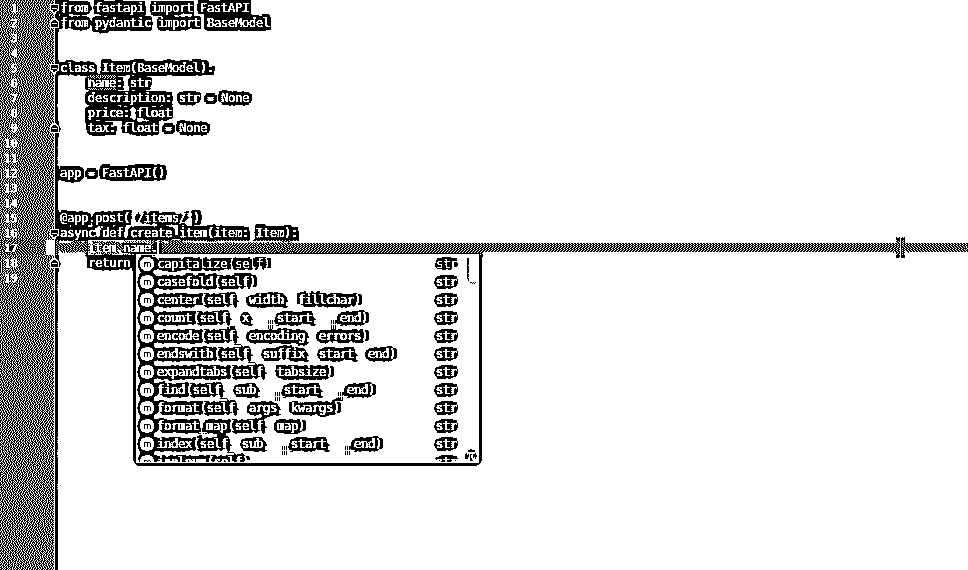 1 from fastapi import FastAPI
2 from pydantic import BaseModel
3
4
5 class Item(BaseModel):
6 name: str
7 description: str = None
8 price: float
9 tax: float = None
10
11
12 app = FastAPI()
13
14
15 @app.post("/items/")
16 async def create_item(item: Item):
17 item.name.
18 return
19
m capitalize(self) str
m casefold(self) str
m center(self, width, fillchar) str
m count(self, x, __start, __end) str
m encode(self, encoding, errors) str
m endswith(self, suffix, start, end) str
m expandtabs(self, tabsize) str
m find(self, sub, __start, __end) str
m format(self, args, kwargs) str
m format_map(self, map) str
m index(self, sub, __start, __end) str